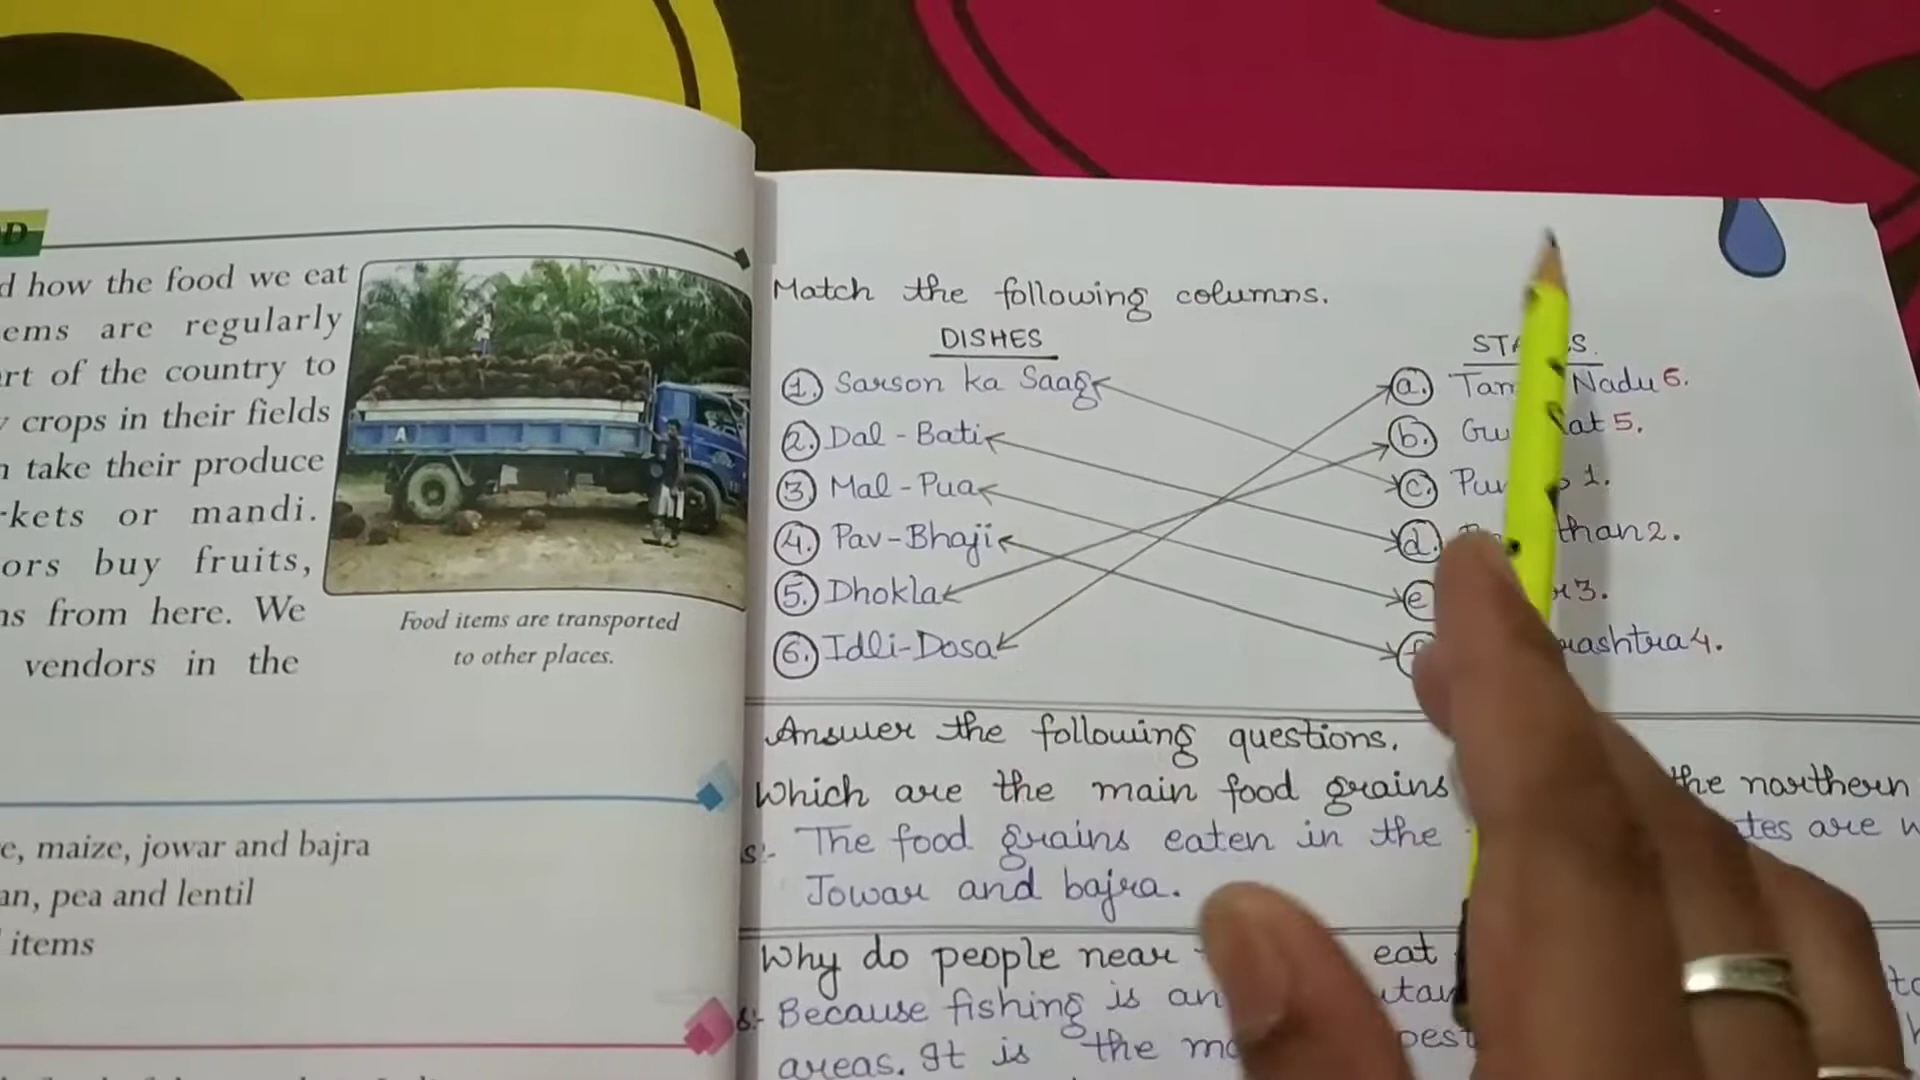 D
d how the food we eat
ems are regularly
rt of the country to
y crops in their fields
n take their produce
rkets or mandi.
ors buy fruits,
ns from here. We
vendors in the
A
Food items are transported
to other places.
e, maize, jowar and bajra
an, pea and lentil
items
Match the following columns.
DISHES
1. Sarson ka Saag
2. Dal - Bati
3. Mal - Pua
4. Pav - Bhaji
5. Dhokla
6. Idli - Dosa
a. Tam Nadu 6.
b. Gu at 5.
c. Pu 1.
d. than 2.
e 3.
rashtra 4.
Answer the following questions.
Which are the main food grains the northern
The food grains eaten in the tes are w
Jowar and bajra.
Why do people near eat
s:- Because fishing is an
areas. It is the